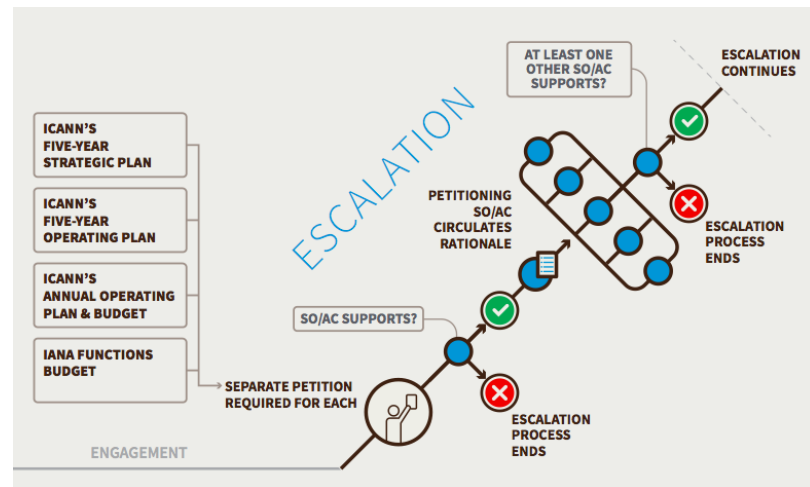 ICANN'S
FIVE-YEAR
STRATEGIC PLAN
ICANN'S
FIVE-YEAR
OPERATING PLAN
ICANN'S
ANNUAL OPERATING
PLAN & BUDGET
IANA FUNCTIONS
BUDGET
SEPARATE PETITION
REQUIRED FOR EACH
ENGAGEMENT
ESCALATION
SO/AC SUPPORTS?
ESCALATION
PROCESS
ENDS
PETITIONING
SO/AC
CIRCULATES
RATIONALE
AT LEAST ONE
OTHER SO/AC
SUPPORTS?
ESCALATION
PROCESS
ENDS
ESCALATION
CONTINUES